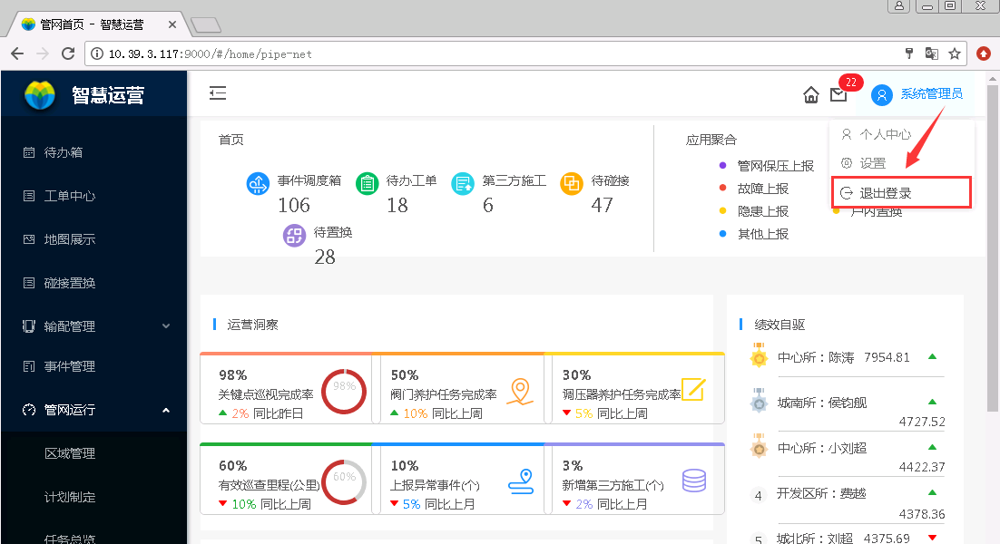 管网首页 - 智慧运营
10.39.3.117:9000/#/home/pipe-net
智慧运营
22
系统管理员
待办箱
工单中心
地图展示
碰接置换
输配管理
事件管理
管网运行
区域管理
计划制定
任务总览
首页
事件调度箱
106
待办工单
18
第三方施工
6
待碰接
47
待置换
28
应用聚合
管网保压上报
故障上报
隐患上报
户内置换
其他上报
个人中心
设置
退出登录
运营洞察
98%
关键点巡视完成率
2% 同比昨日
98%
50%
阀门养护任务完成率
10% 同比上周
30%
调压器养护任务完成率
5% 同比上周
60%
有效巡查里程(公里)
10% 同比上周
60%
10%
上报异常事件(个)
5% 同比上月
3%
新增第三方施工(个)
2% 同比上月
绩效自驱
中心所：陈涛 7954.81
城南所：侯钧舰
4727.52
中心所：小刘超
4422.37
4 开发区所：费越
4378.36
5 城北所：刘超 4375.69